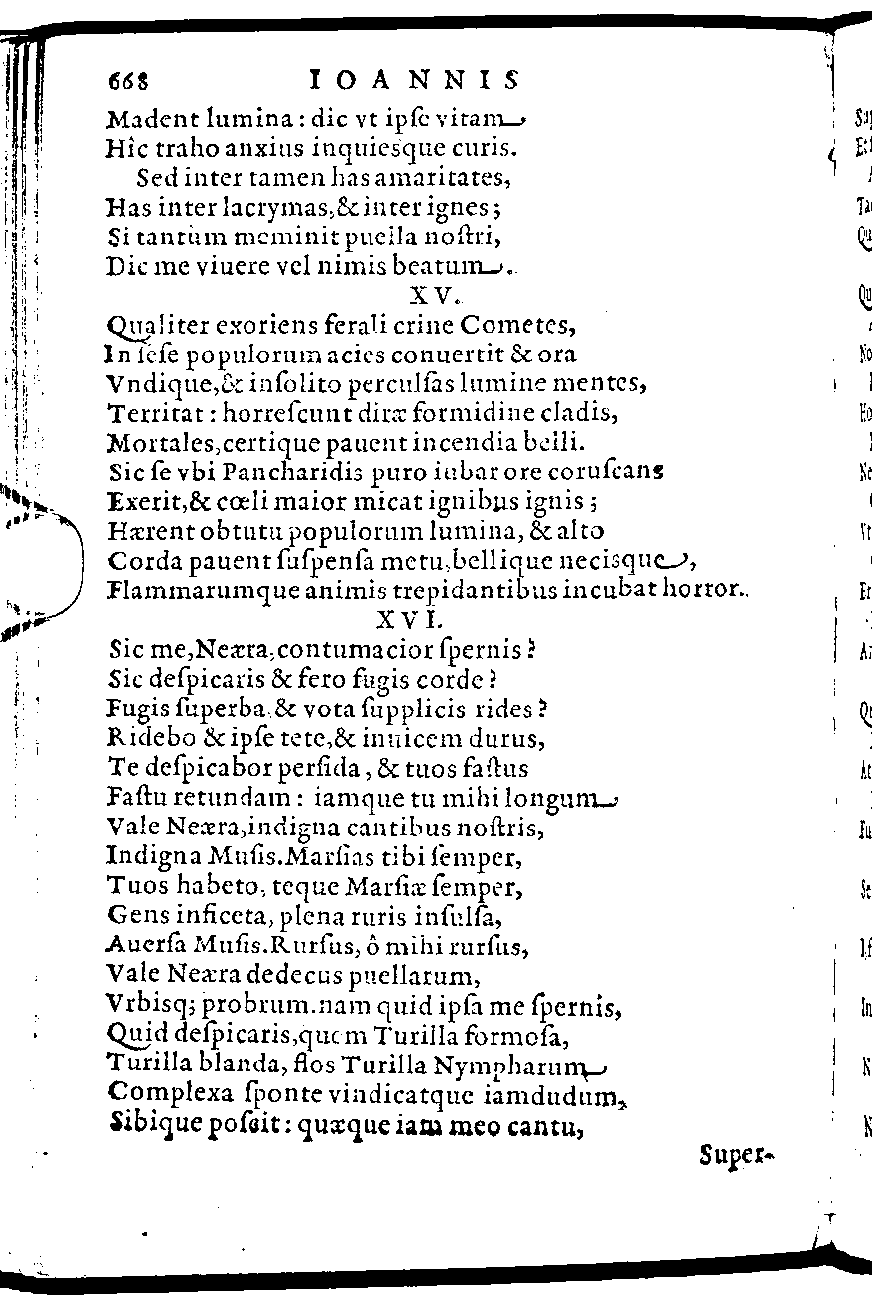 668 IOANNIS
Madent lumina: dic vt ipſe vitam
Hîc traho anxius inquiesque curis.
Sed inter tamen has amaritates,
Has inter lacrymas, & inter ignes;
Si tantùm meminit puella noſtri,
Dic me viuere vel nimis beatum.
XV.
Qualiter exoriens ferali crine Cometes,
In ſeſe populorum acies conuertit & ora
Vndique, & inſolito perculſas lumine mentes,
Territat: horreſcunt diræ formidine cladis,
Mortales, certique pauent incendia belli.
Sic ſe vbi Pancharidis puro iubar ore coruſcans
Exerit, & cœli maior micat ignibus ignis;
Hærent obtutu populorum lumina, & alto
Corda pauent ſuſpenſa metu, bellique necisque,
Flammarumque animis trepidantibus incubat horror.
XVI.
Sic me, Neæra, contumacior ſpernis?
Sic deſpicaris & fero fugis corde?
Fugis ſuperba & vota ſupplicis rides?
Ridebo & ipſe tete, & inuicem durus,
Te deſpicabor perfida, & tuos faſtus
Faſtu retundam: iamque tu mihi longum
Vale Neæra, indigna cantibus noſtris,
Indigna Muſis. Marſias tibi ſemper,
Tuos habeto, teque Marſiæ ſemper,
Gens inficeta, plena ruris inſulſa,
Auerſa Muſis. Rurſus, ô mihi rurſus,
Vale Neæra dedecus puellarum,
Vrbisq; probrum. nam quid ipſa me ſpernis,
Quid deſpicaris, quem Turilla formoſa,
Turilla blanda, flos Turilla Nympharum
Complexa ſponte vindicatque iamdudum,
Sibique poſcit: quæque iam meo cantu,
Super-